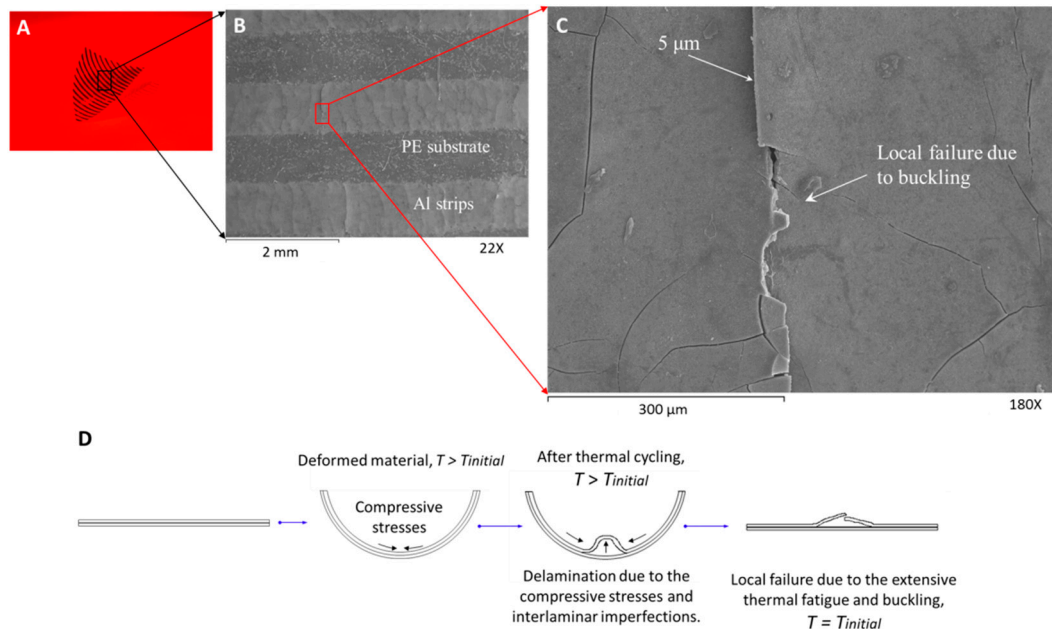 A
B
PE substrate
Al strips
2 mm
22X
C
5 μm
Local failure due
to buckling
300 μm
180X
D
Deformed material, T > Tinitial
Compressive
stresses
After thermal cycling,
T > Tinitial
Delamination due to the
compressive stresses and
interlaminar imperfections.
Local failure due to the extensive
thermal fatigue and buckling,
T = Tinitial